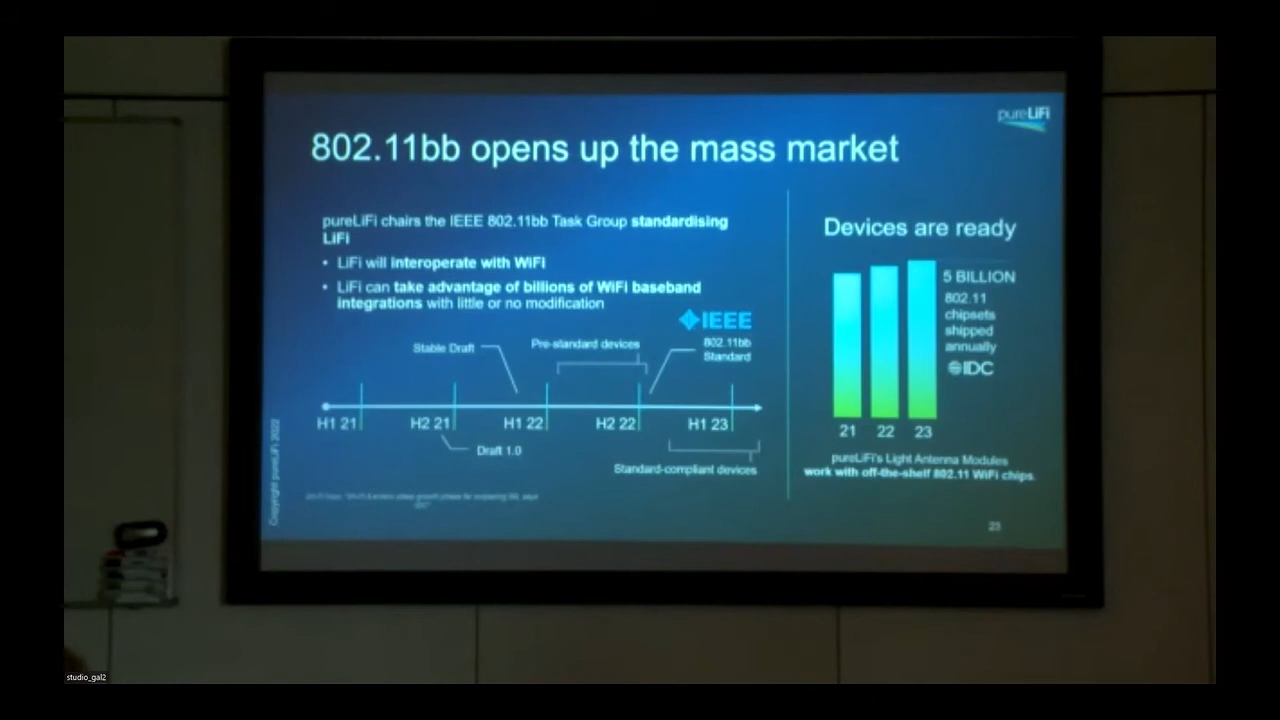 pureLiFi
802.11bb opens up the mass market
pureLiFi chairs the IEEE 802.11bb Task Group standardising
LiFi
• LiFi will interoperate with WiFi
• LiFi can take advantage of billions of WiFi baseband
integrations with little or no modification
IEEE
802.11bb
Standard
Stable Draft
Pre-standard devices
H1 21
H2 21
H1 22
H2 22
H1 23
Draft 1.0
Standard-compliant devices
Copyright pureLiFi 2022
Devices are ready
5 BILLION
802.11
chipsets
shipped
annually
IDC
21
22
23
pureLiFi's Light Antenna Modules
work with off-the-shelf 802.11 WiFi chips.
23
studio_gal2